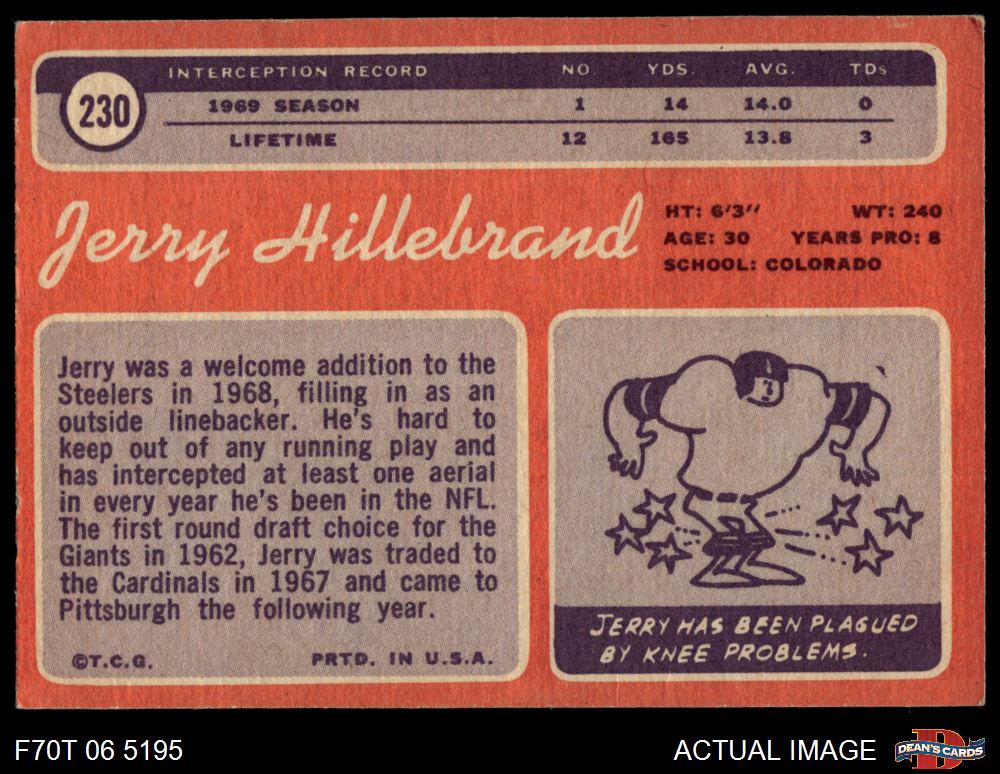 INTERCEPTION RECORD NO. YDS. AVG. TDs
230
1969 SEASON 1 14 14.0 0
LIFETIME 12 165 13.8 3
Jerry Hillebrand
HT: 6'3" WT: 240
AGE: 30 YEARS PRO: 8
SCHOOL: COLORADO
Jerry was a welcome addition to the
Steelers in 1968, filling in as an
outside linebacker. He's hard to
keep out of any running play and
has intercepted at least one aerial
in every year he's been in the NFL.
The first round draft choice for the
Giants in 1962, Jerry was traded to
the Cardinals in 1967 and came to
Pittsburgh the following year.
©T.C.G. PRTD. IN U.S.A.
JERRY HAS BEEN PLAGUED
BY KNEE PROBLEMS.
F70T 06 5195 ACTUAL IMAGE DEAN'S CARDS